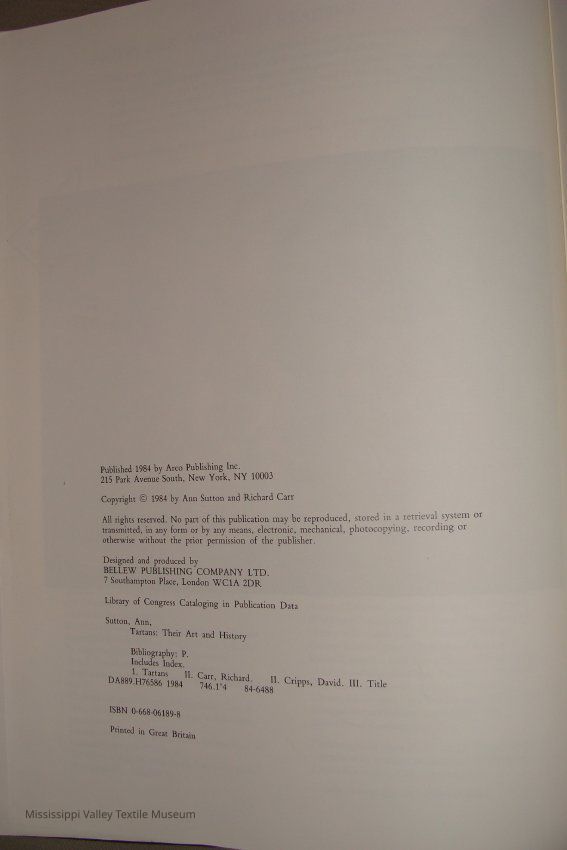 Published 1984 by Arco Publishing Inc.
215 Park Avenue South, New York, NY 10003
Copyright © 1984 by Ann Sutton and Richard Carr
All rights reserved. No part of this publication may be reproduced, stored in a retrieval system or
transmitted, in any form or by any means, electronic, mechanical, photocopying, recording or
otherwise without the prior permission of the publisher.
Designed and produced by
BELLEW PUBLISHING COMPANY LTD.
7 Southampton Place, London WC1A 2DR
Library of Congress Cataloging in Publication Data
Sutton, Ann,
Tartans: Their Art and History
Bibliography: P.
Includes Index.
1. Tartans II. Carr, Richard. II. Cripps, David. III. Title
DA889.H76S86 1984 746.1'4 84-6488
ISBN 0-668-06189-8
Printed in Great Britain
Mississippi Valley Textile Museum